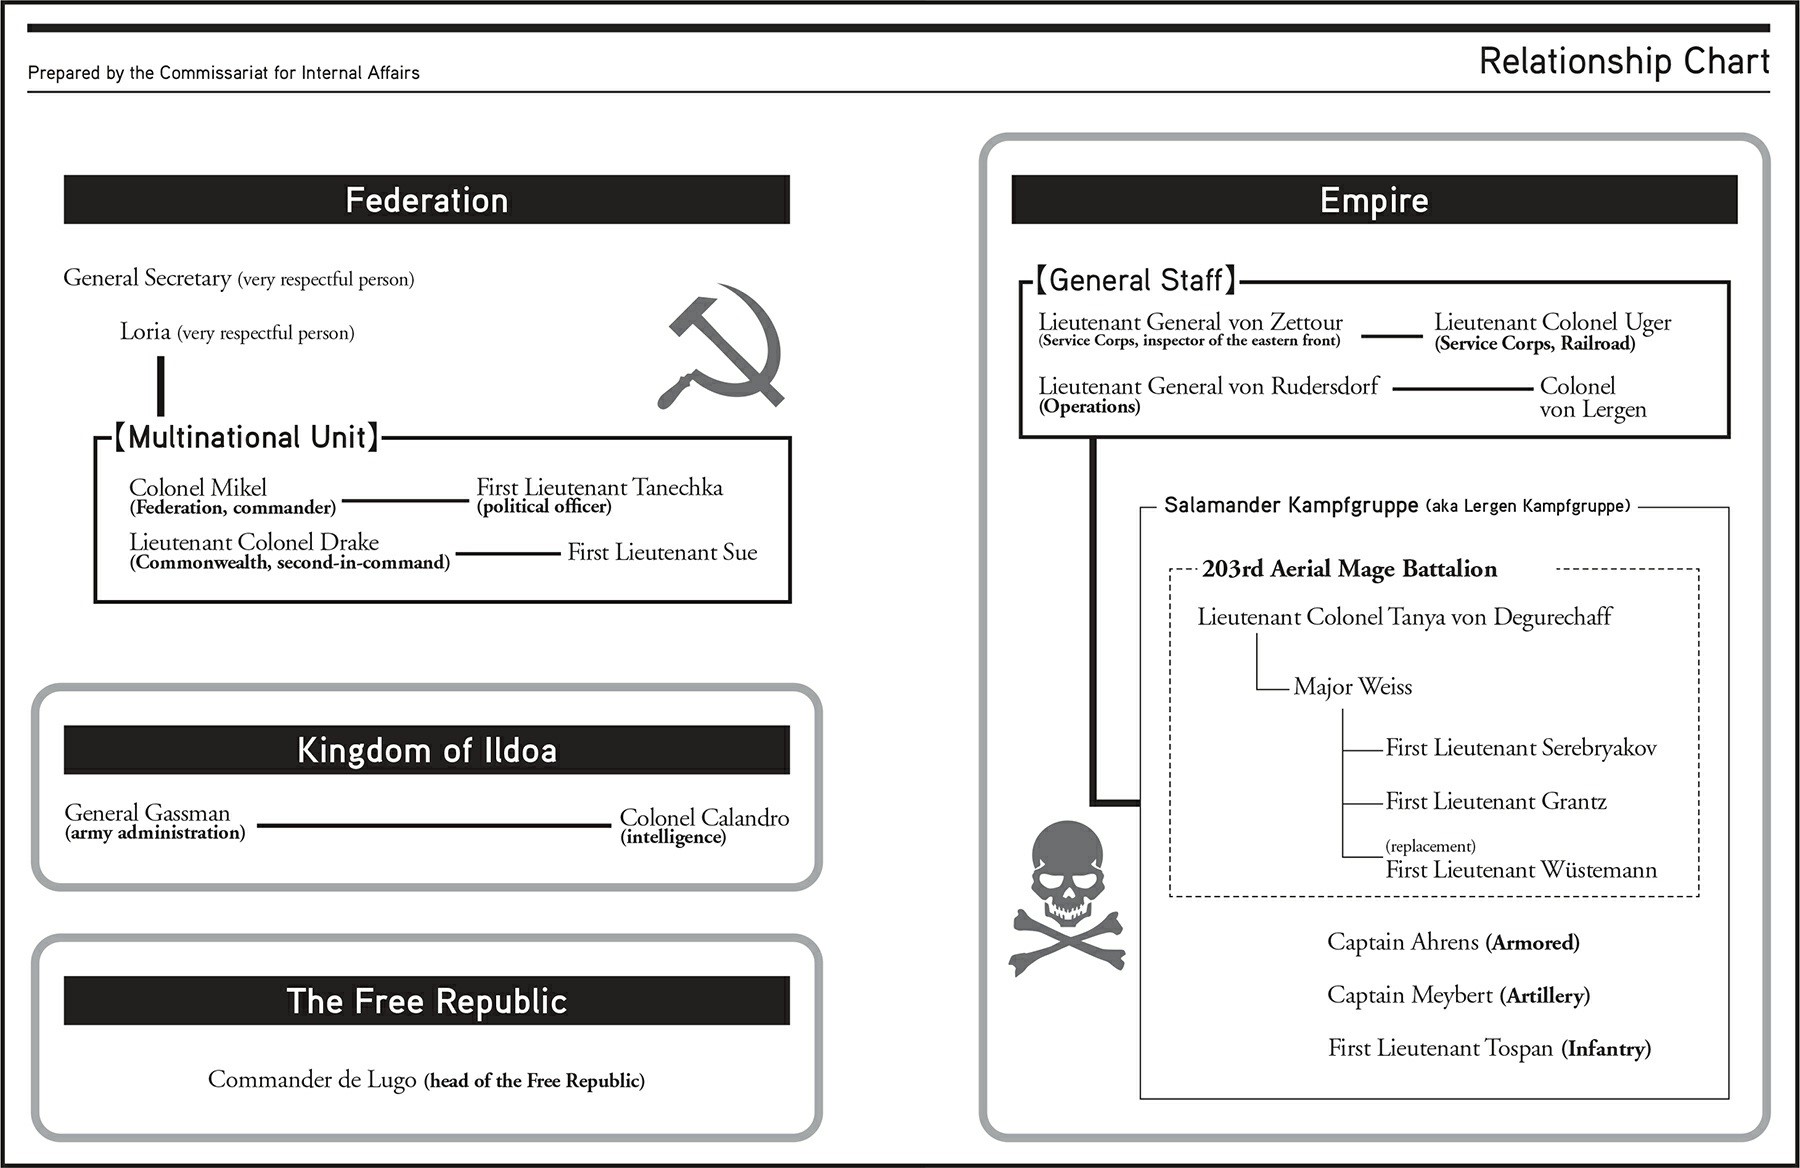 Prepared by the Commissariat for Internal Affairs
Relationship Chart
Federation
General Secretary (very respectful person)
Loria (very respectful person)
【Multinational Unit】
Colonel Mikel
(Federation, commander)
First Lieutenant Tanechka
(political officer)
Lieutenant Colonel Drake
(Commonwealth, second-in-command)
First Lieutenant Sue
Kingdom of Ildoa
General Gassman
(army administration)
Colonel Calandro
(intelligence)
The Free Republic
Commander de Lugo (head of the Free Republic)
Empire
【General Staff】
Lieutenant General von Zettour
(Service Corps, inspector of the eastern front)
Lieutenant Colonel Uger
(Service Corps, Railroad)
Lieutenant General von Rudersdorf
(Operations)
Colonel
von Lergen
Salamander Kampfgruppe (aka Lergen Kampfgruppe)
203rd Aerial Mage Battalion
Lieutenant Colonel Tanya von Degurechaff
Major Weiss
First Lieutenant Serebryakov
First Lieutenant Grantz
(replacement)
First Lieutenant Wüstemann
Captain Ahrens (Armored)
Captain Meybert (Artillery)
First Lieutenant Tospan (Infantry)